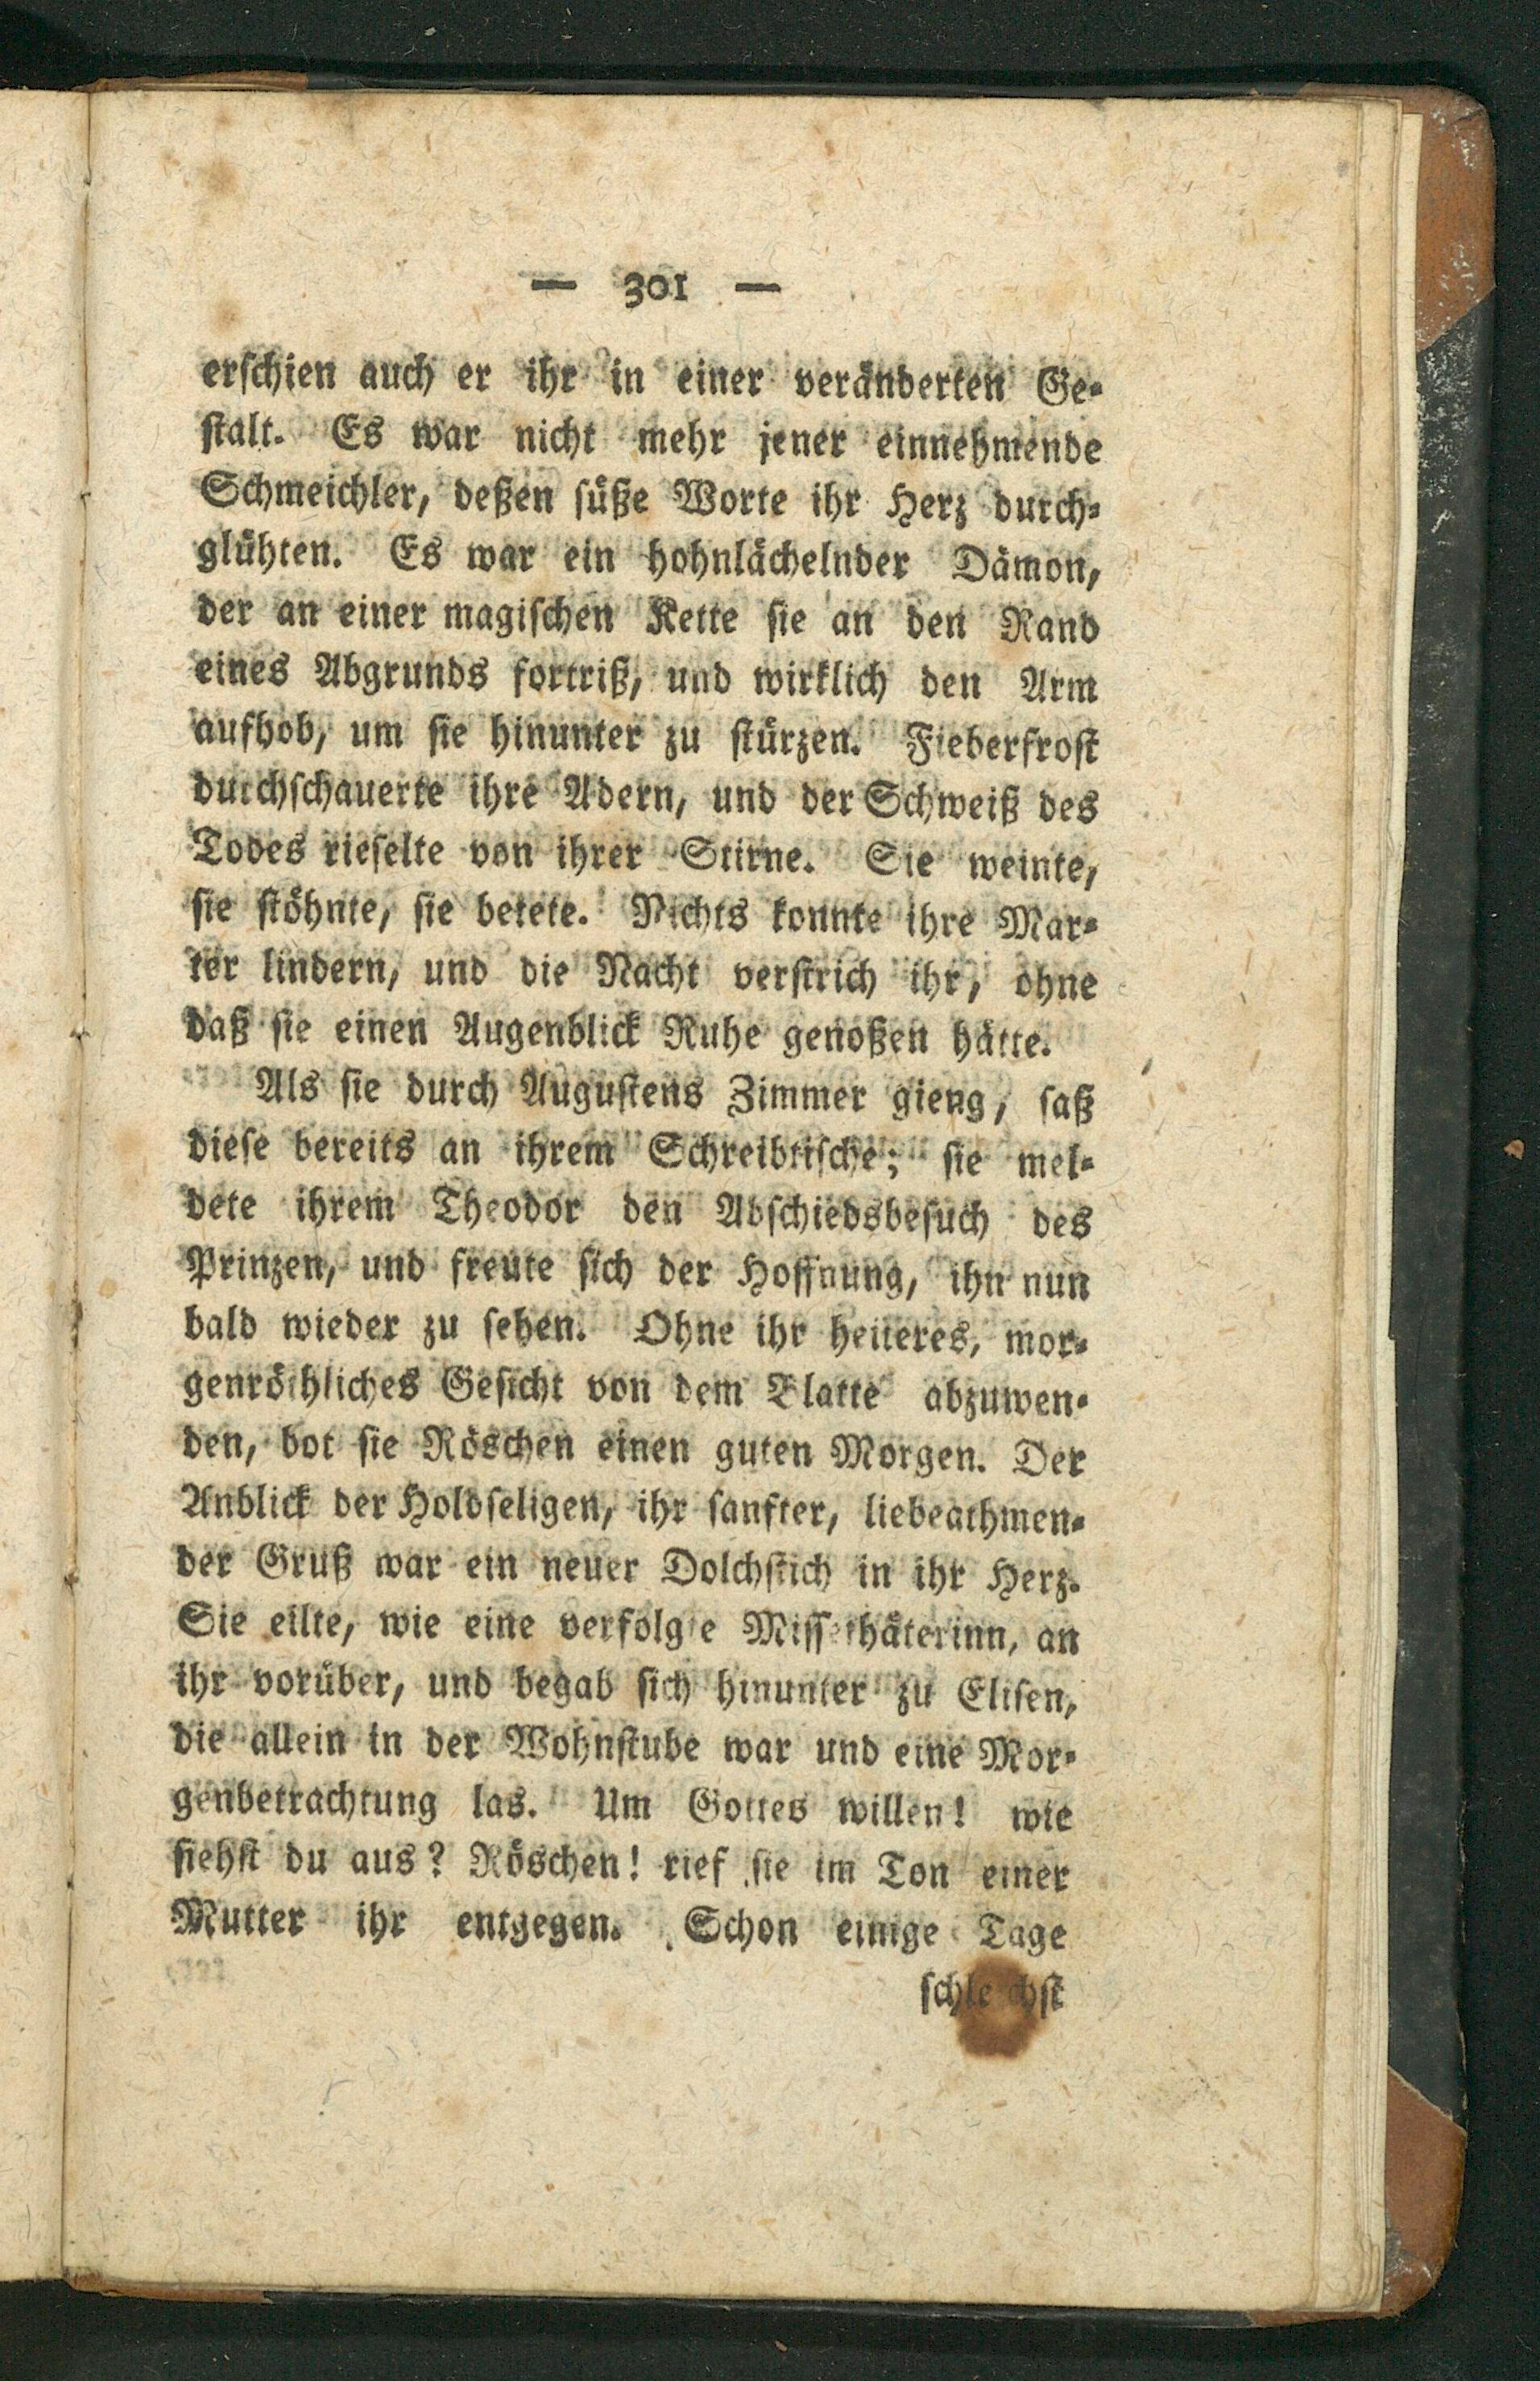 — 301 —
erſchien auch er ihr in einer veränderten Ge-
ſtalt. Es war nicht mehr jener einnehmende
Schmeichler, deßen ſüße Worte ihr Herz durch-
glühten. Es war ein hohnlächelnder Dämon,
der an einer magiſchen Kette ſie an den Rand
eines Abgrunds fortriß, und wirklich den Arm
aufhob, um ſie hinunter zu ſtürzen. Fieberfroſt
durchſchauerte ihre Adern, und der Schweiß des
Todes rieſelte von ihrer Stirne. Sie weinte,
ſie ſtöhnte, ſie betete. Nichts konnte ihre Mar-
ter lindern, und die Nacht verſtrich ihr, ohne
daß ſie einen Augenblick Ruhe genoßen hätte.
Als ſie durch Auguſtens Zimmer gieng, ſaß
dieſe bereits an ihrem Schreibtiſche; ſie mel-
dete ihrem Theodor den Abſchiedsbeſuch des
Prinzen, und freute ſich der Hoffnung, ihn nun
bald wieder zu ſehen. Ohne ihr heiteres, mor-
genröthliches Geſicht von dem Blatte abzuwen-
den, bot ſie Röschen einen guten Morgen. Der
Anblick der Holdſeligen, ihr ſanfter, liebeathmen-
der Gruß war ein neuer Dolchſtich in ihr Herz.
Sie eilte, wie eine verfolgte Miſſethäterinn, an
ihr vorüber, und begab ſich hinunter zu Eliſen,
die allein in der Wohnſtube war und eine Mor-
genbetrachtung las. Um Gottes willen! wie
ſiehſt du aus? Röschen! rief ſie im Ton einer
Mutter ihr entgegen. Schon einige Tage
ſchleichſt